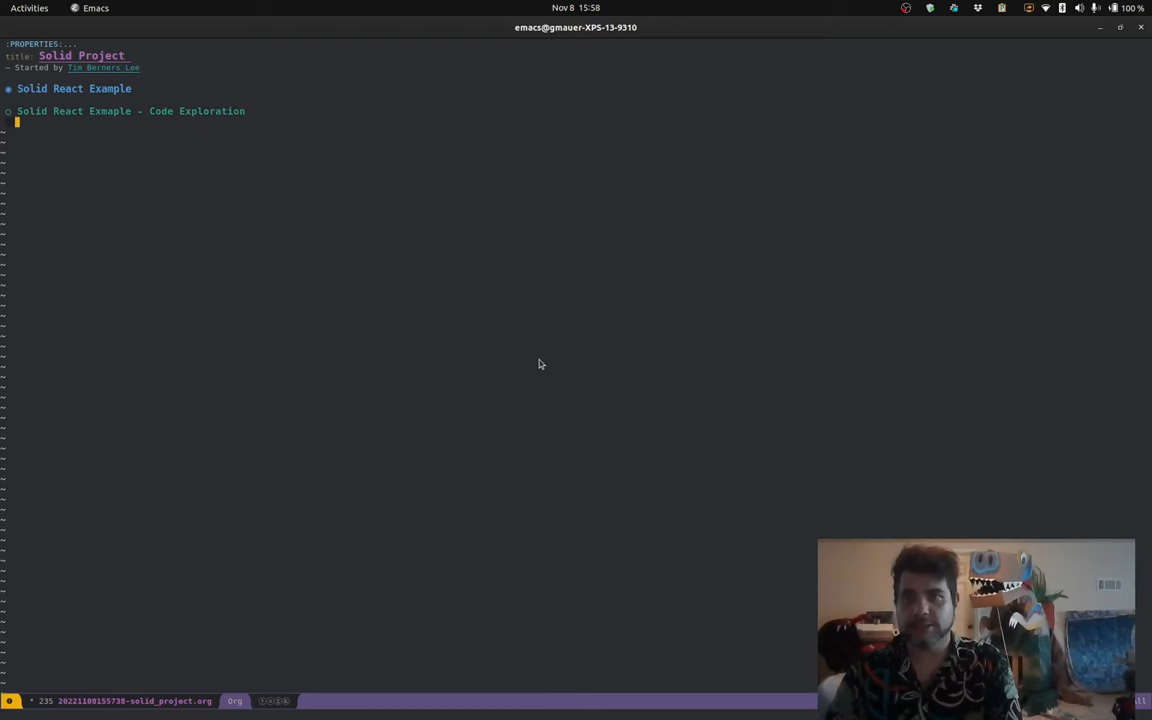 Activities Emacs Nov 8 15:58 100 %
emacs@gmauer-XPS-13-9310
:PROPERTIES:...
title: Solid Project
— Started by Tim Berners Lee
Solid React Example
Solid React Exmaple - Code Exploration
* 235 20221108155738-solid_project.org Org